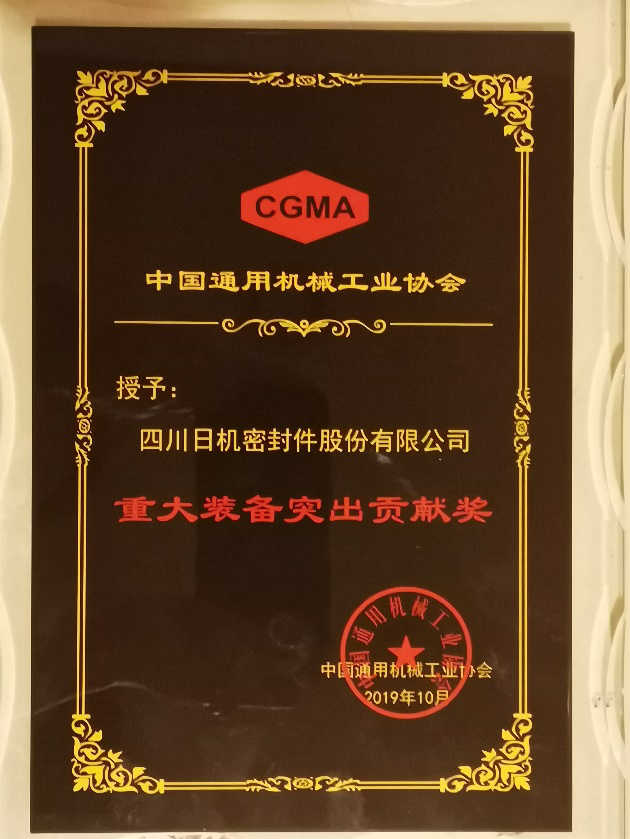 CGMA
中国通用机械工业协会
授予：
四川日机密封件股份有限公司
重大装备突出贡献奖
中国通用机械工业协会
中国通用机械工业协会
2019年10月